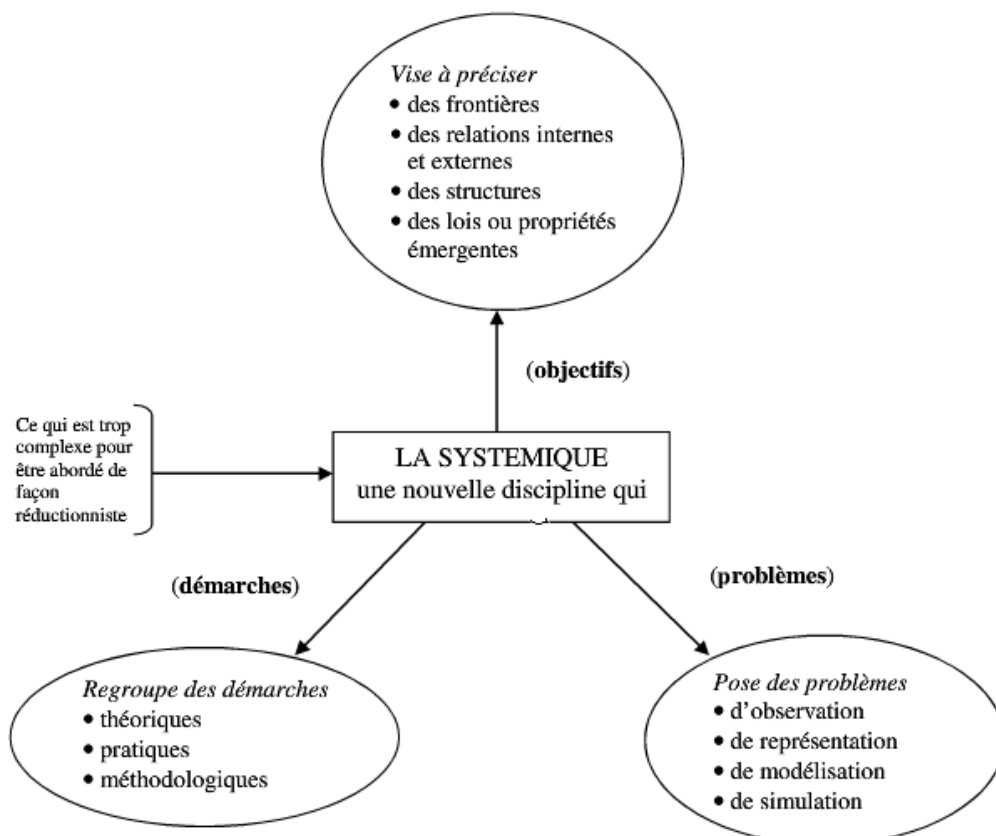 Vise à préciser
• des frontières
• des relations internes
et externes
• des structures
• des lois ou propriétés
émergentes
(objectifs)
Ce qui est trop
complexe pour
être abordé de
façon
réductionniste
LA SYSTEMIQUE
une nouvelle discipline qui
(démarches)
(problèmes)
Regroupe des démarches
• théoriques
• pratiques
• méthodologiques
Pose des problèmes
• d'observation
• de représentation
• de modélisation
• de simulation